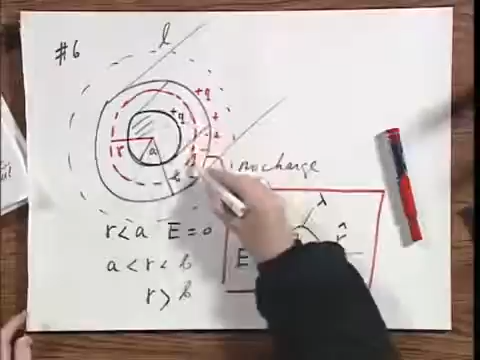 #6
l
+q
+q
+
+
r
a
b
no charge
r<a E=0
λ
a<r<b
E
r̂
r>b